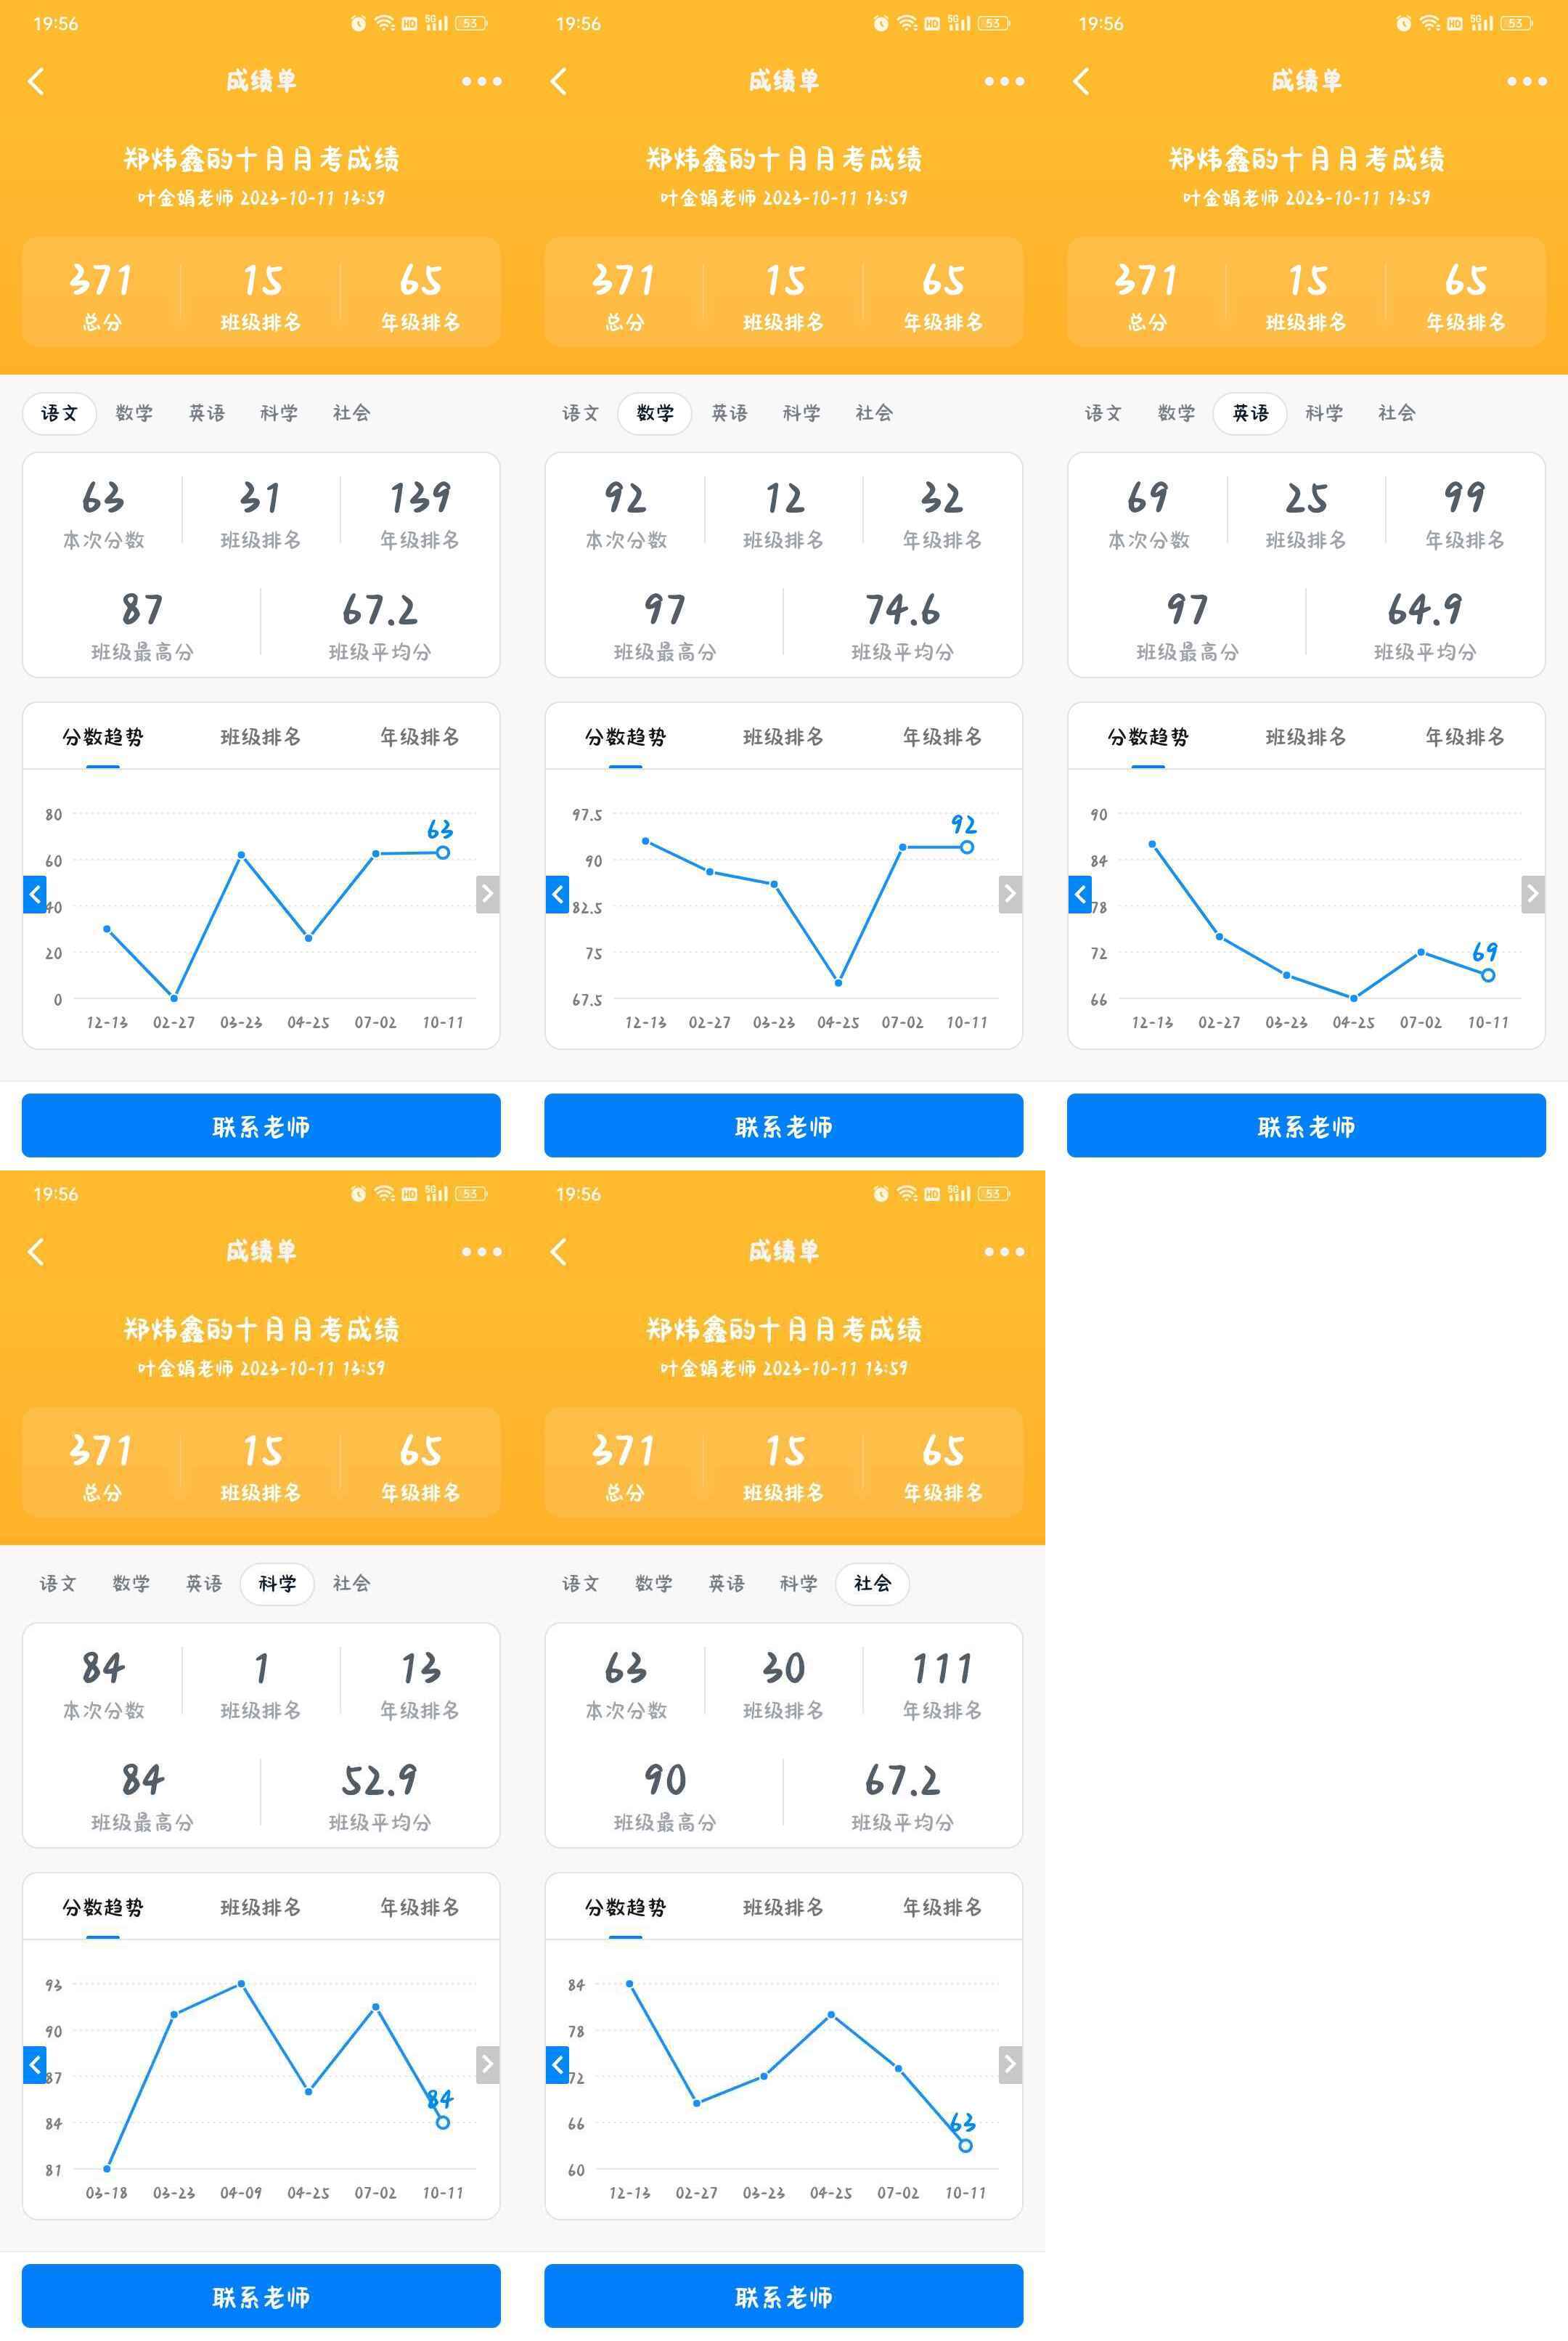 19:56
HD 5G 53
成绩单
郑炜鑫的十月月考成绩
叶金娟老师 2023-10-11 13:59
371 15 65
总分 班级排名 年级排名
语文 数学 英语 科学 社会
63 31 139
本次分数 班级排名 年级排名
87 67.2
班级最高分 班级平均分
分数趋势 班级排名 年级排名
80
60
40
20
0
63
12-13 02-27 03-23 04-25 07-02 10-11
联系老师
19:56
HD 5G 53
成绩单
郑炜鑫的十月月考成绩
叶金娟老师 2023-10-11 13:59
371 15 65
总分 班级排名 年级排名
语文 数学 英语 科学 社会
92 12 32
本次分数 班级排名 年级排名
97 74.6
班级最高分 班级平均分
分数趋势 班级排名 年级排名
97.5
90
82.5
75
67.5
92
12-13 02-27 03-23 04-25 07-02 10-11
联系老师
19:56
HD 5G 53
成绩单
郑炜鑫的十月月考成绩
叶金娟老师 2023-10-11 13:59
371 15 65
总分 班级排名 年级排名
语文 数学 英语 科学 社会
69 25 99
本次分数 班级排名 年级排名
97 64.9
班级最高分 班级平均分
分数趋势 班级排名 年级排名
90
84
78
72
66
69
12-13 02-27 03-23 04-25 07-02 10-11
联系老师
19:56
HD 5G 53
成绩单
郑炜鑫的十月月考成绩
叶金娟老师 2023-10-11 13:59
371 15 65
总分 班级排名 年级排名
语文 数学 英语 科学 社会
84 1 13
本次分数 班级排名 年级排名
84 52.9
班级最高分 班级平均分
分数趋势 班级排名 年级排名
93
90
87
84
81
84
03-18 03-23 04-09 04-25 07-02 10-11
联系老师
19:56
HD 5G 53
成绩单
郑炜鑫的十月月考成绩
叶金娟老师 2023-10-11 13:59
371 15 65
总分 班级排名 年级排名
语文 数学 英语 科学 社会
63 30 111
本次分数 班级排名 年级排名
90 67.2
班级最高分 班级平均分
分数趋势 班级排名 年级排名
84
78
72
66
60
63
12-13 02-27 03-23 04-25 07-02 10-11
联系老师